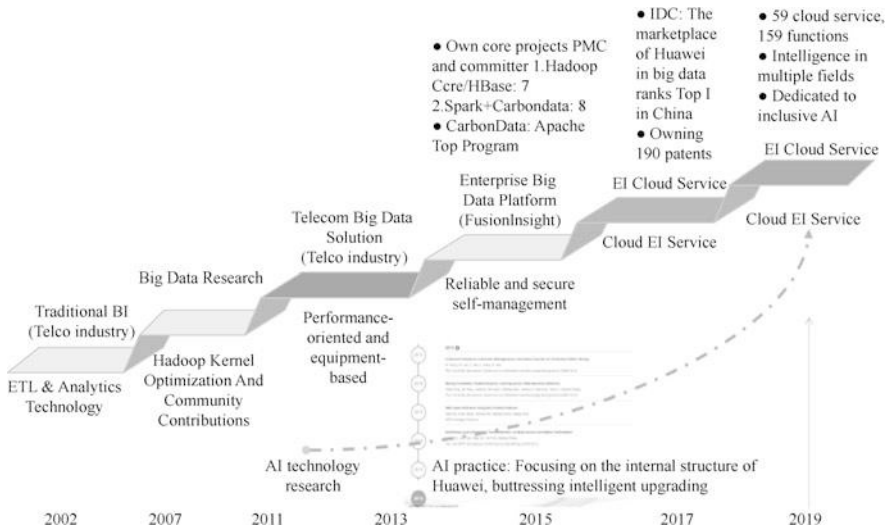 ● Own core projects PMC
and committer 1.Hadoop
Ccre/HBase: 7
2.Spark+Carbondata: 8
● CarbonData: Apache
Top Program
● IDC: The
marketplace
of Huawei
in big data
ranks Top I
in China
● Owning
190 patents
● 59 cloud service,
159 functions
● Intelligence in
multiple fields
● Dedicated to
inclusive AI
Traditional BI
(Telco industry)
Big Data Research
Telecom Big Data
Solution
(Telco industry)
Enterprise Big
Data Platform
(FusionInsight)
EI Cloud Service
EI Cloud Service
ETL & Analytics
Technology
Hadoop Kernel
Optimization And
Community
Contributions
Performance-
oriented and
equipment-
based
Reliable and secure
self-management
Cloud EI Service
Cloud EI Service
AI technology
research
AI practice: Focusing on the internal structure of
Huawei, buttressing intelligent upgrading
2002
2007
2011
2013
2015
2017
2019